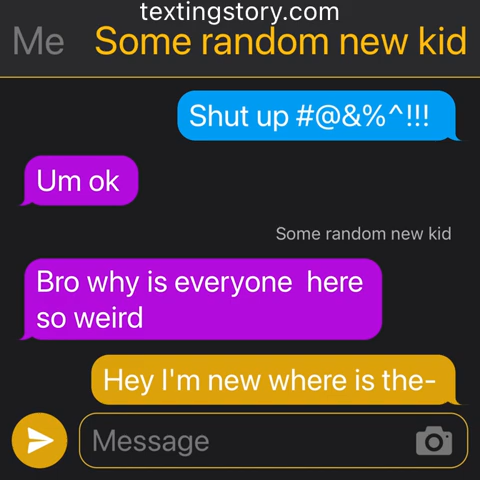 textingstory.com
Me Some random new kid
Shut up #@&%^!!!
Um ok
Some random new kid
Bro why is everyone  here
so weird
Hey I'm new where is the-
Message